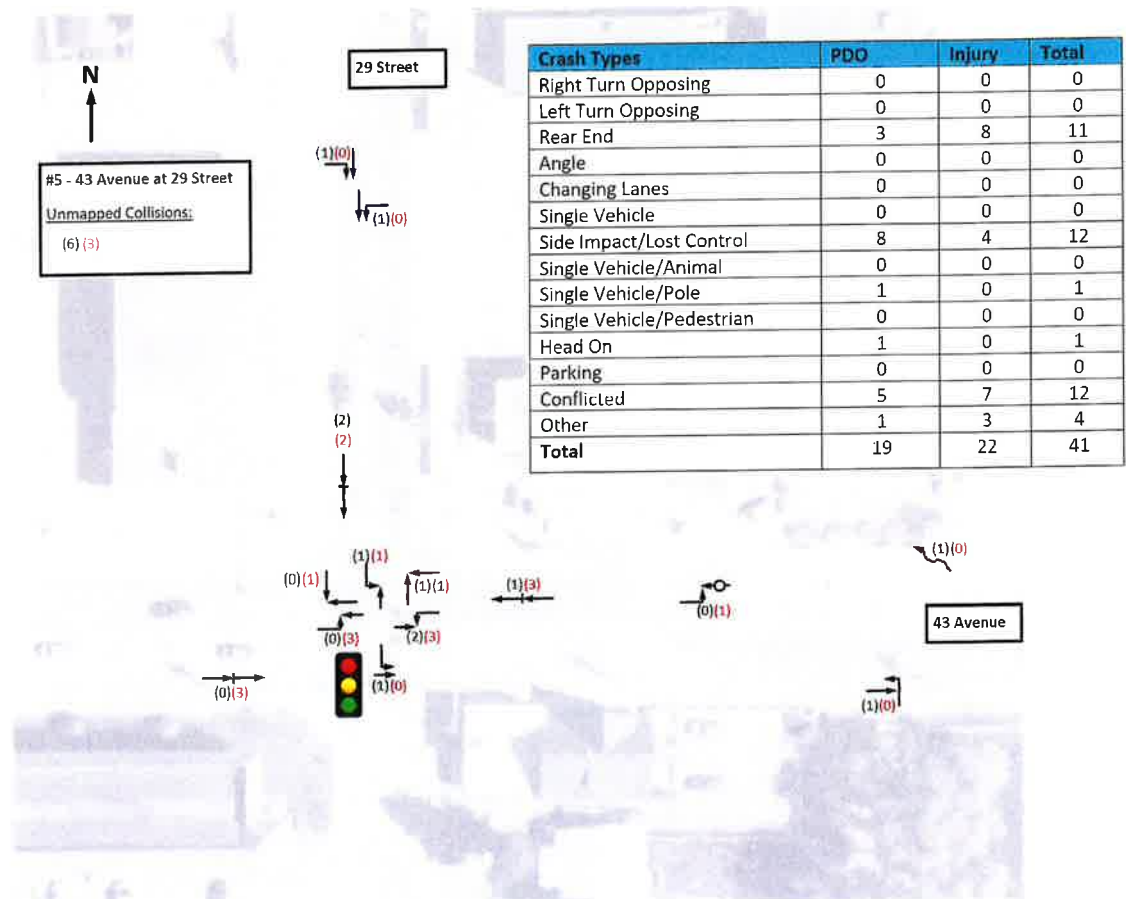 N
29 Street
#5 - 43 Avenue at 29 Street
Unmapped Collisions:
(6) (3)
Crash Types PDO Injury Total
Right Turn Opposing 0 0 0
Left Turn Opposing 0 0 0
Rear End 3 8 11
Angle 0 0 0
Changing Lanes 0 0 0
Single Vehicle 0 0 0
Side Impact/Lost Control 8 4 12
Single Vehicle/Animal 0 0 0
Single Vehicle/Pole 1 0 1
Single Vehicle/Pedestrian 0 0 0
Head On 1 0 1
Parking 0 0 0
Conflicted 5 7 12
Other 1 3 4
Total 19 22 41
(1)(0)
(1)(0)
(2)
(2)
(1)(0)
(1)(1)
(0)(1)
(1)(1)
(1)(3)
(0)(1)
43 Avenue
(0)(3)
(2)(3)
(1)(0)
(0)(3)
(1)(0)